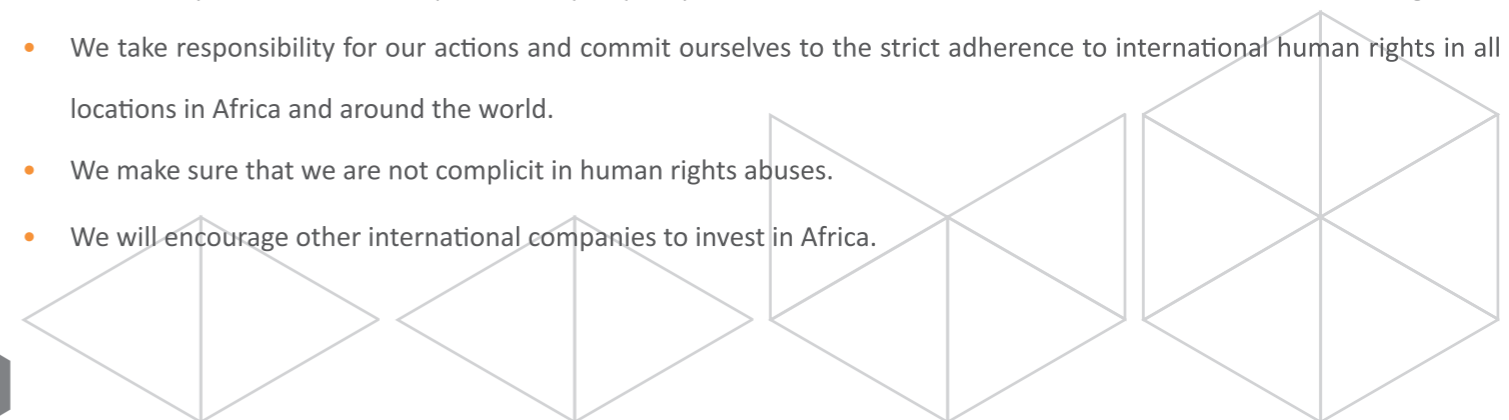 • We take responsibility for our actions and commit ourselves to the strict adherence to international human rights in all
locations in Africa and around the world.
• We make sure that we are not complicit in human rights abuses.
• We will encourage other international companies to invest in Africa.